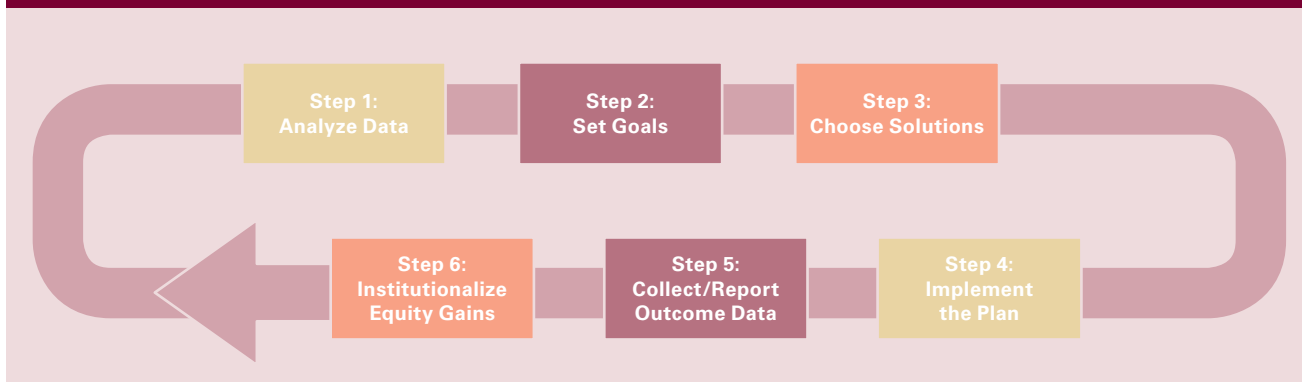 Step 1:
Analyze Data
Step 2:
Set Goals
Step 3:
Choose Solutions
Step 4:
Implement
the Plan
Step 5:
Collect/Report
Outcome Data
Step 6:
Institutionalize
Equity Gains